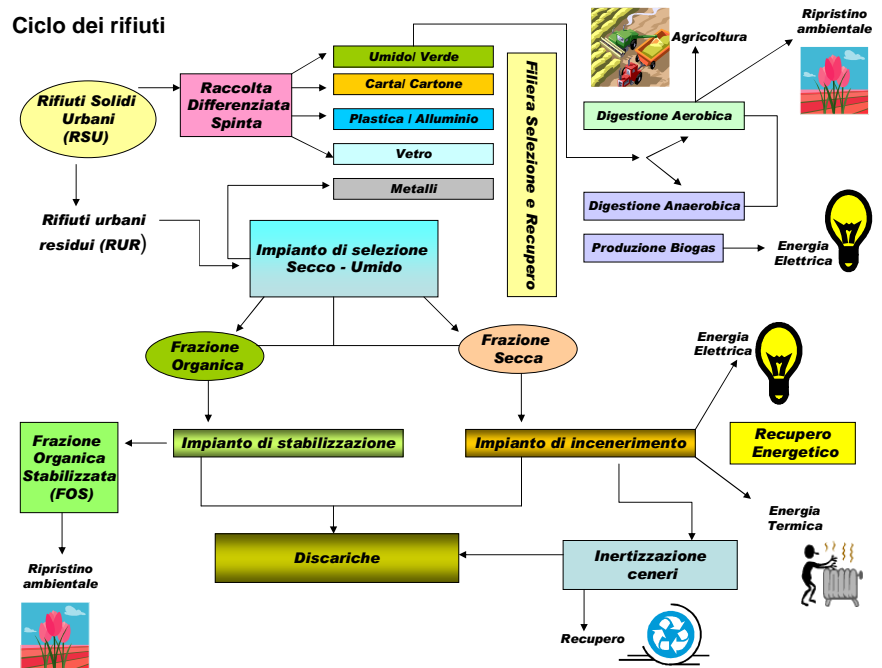 Ciclo dei rifiuti
Rifiuti Solidi
Urbani
(RSU)
Raccolta
Differenziata
Spinta
Umido/ Verde
Carta/ Cartone
Plastica / Alluminio
Vetro
Metalli
Filiera Selezione e Recupero
Agricoltura
Ripristino
ambientale
Digestione Aerobica
Digestione Anaerobica
Produzione Biogas
Energia
Elettrica
Rifiuti urbani
residui (RUR)
Impianto di selezione
Secco - Umido
Frazione
Organica
Frazione
Secca
Energia
Elettrica
Frazione
Organica
Stabilizzata
(FOS)
Impianto di stabilizzazione
Impianto di incenerimento
Recupero
Energetico
Energia
Termica
Ripristino
ambientale
Discariche
Inertizzazione
ceneri
Recupero